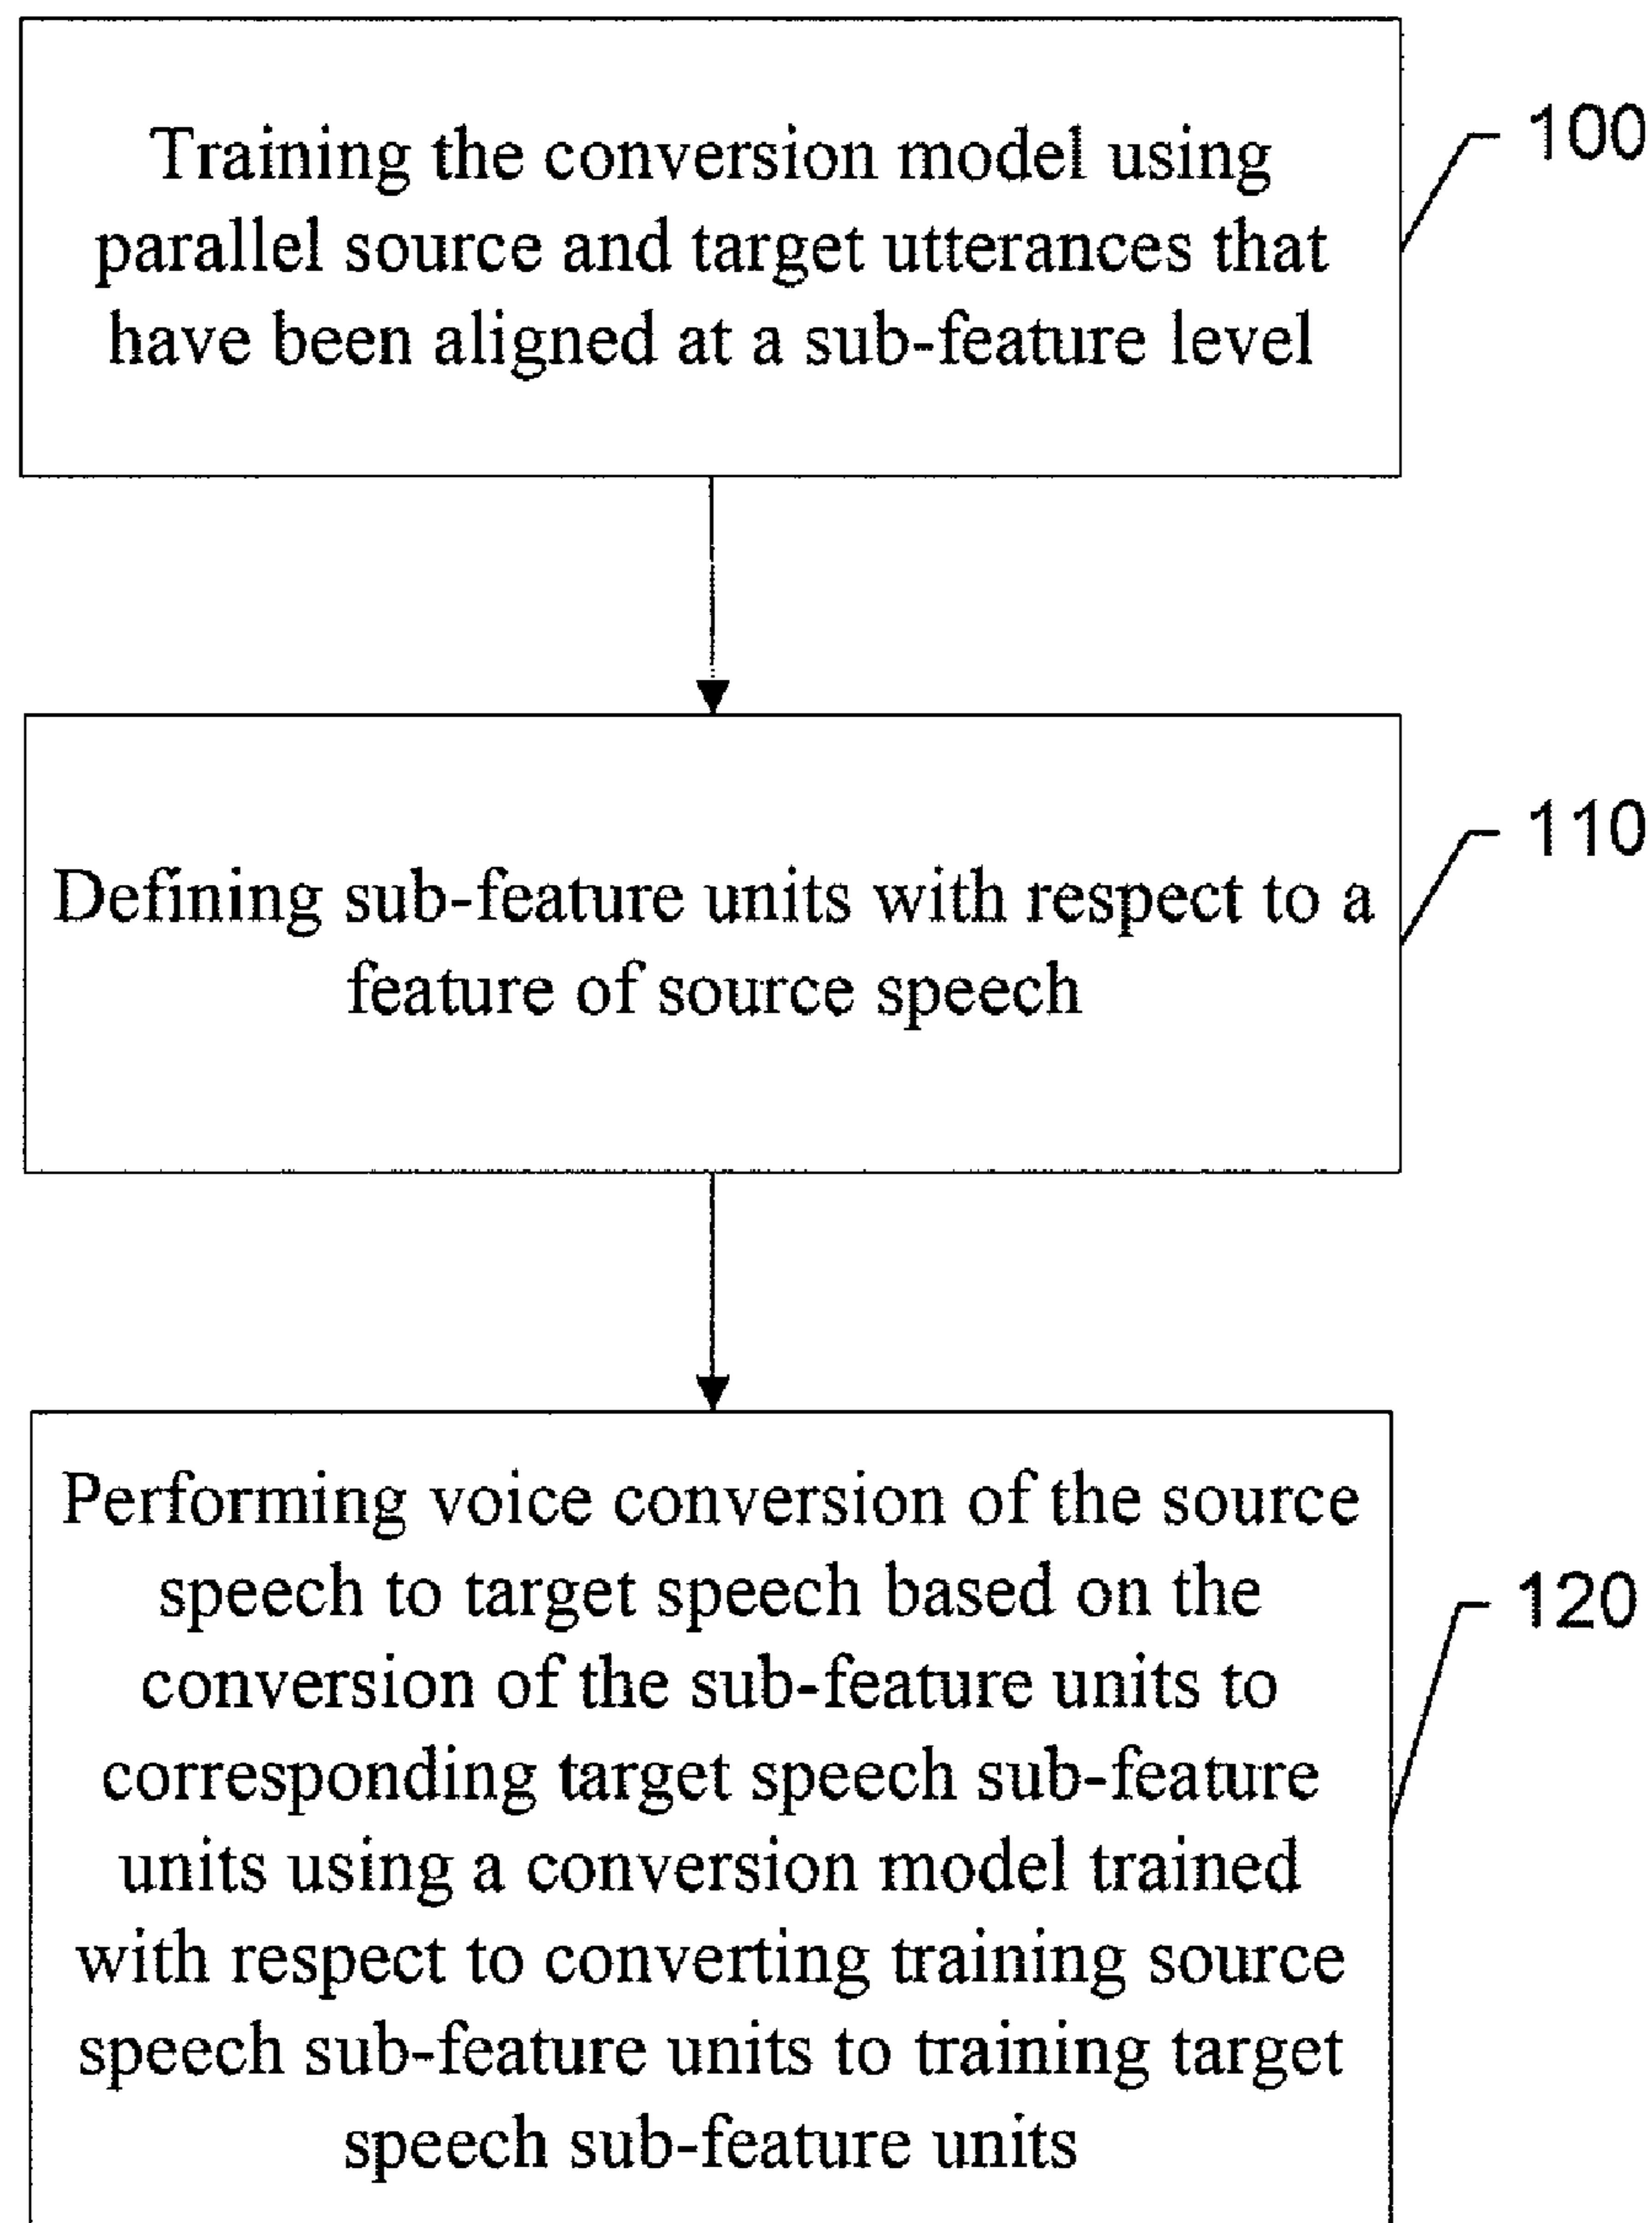 Training the conversion model using
parallel source and target utterances that
have been aligned at a sub-feature level
100
Defining sub-feature units with respect to a
feature of source speech
110
Performing voice conversion of the source
speech to target speech based on the
conversion of the sub-feature units to
corresponding target speech sub-feature
units using a conversion model trained
with respect to converting training source
speech sub-feature units to training target
speech sub-feature units
120